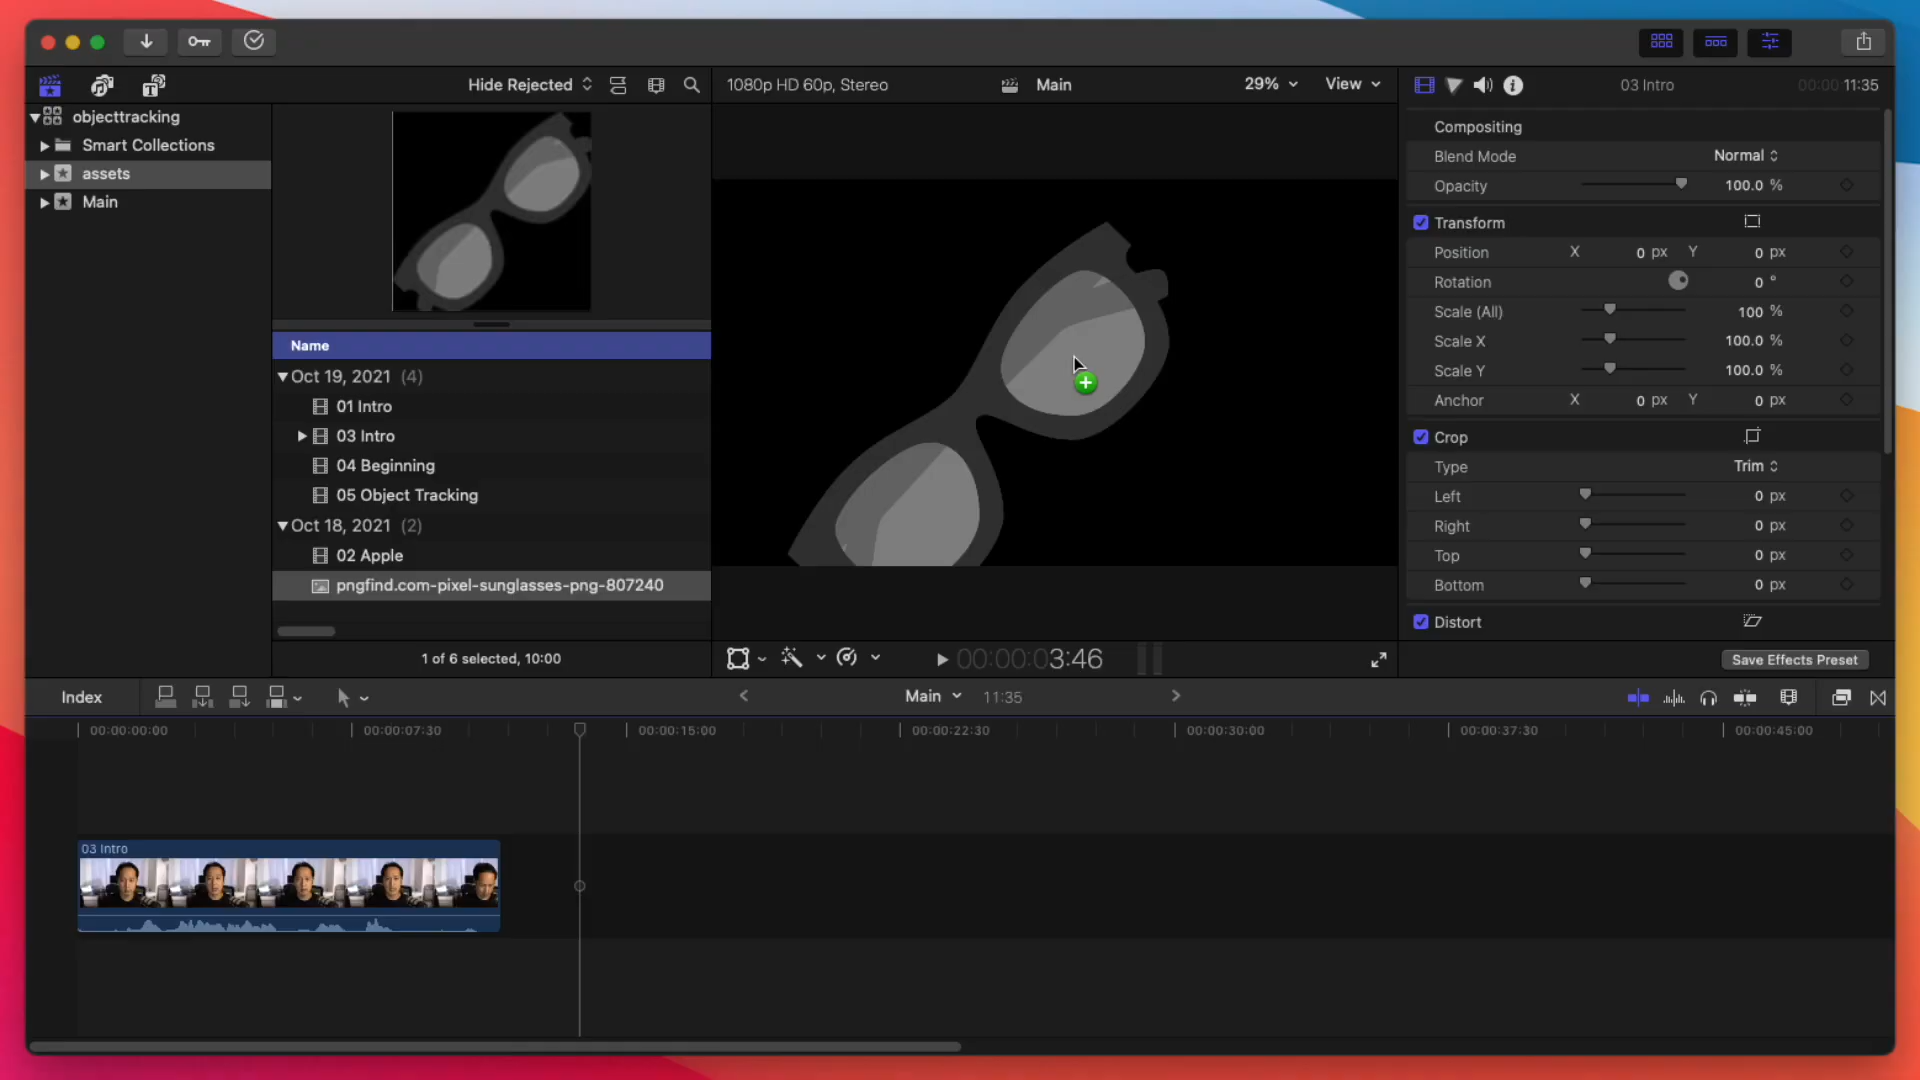 Hide Rejected
1080p HD 60p, Stereo
Main
29%
View
03 Intro
00:00:00:11:35
objecttracking
Smart Collections
assets
Main
Name
Oct 19, 2021 (4)
01 Intro
03 Intro
04 Beginning
05 Object Tracking
Oct 18, 2021 (2)
02 Apple
pngfind.com-pixel-sunglasses-png-807240
1 of 6 selected, 10:00
00:00:03:46
Compositing
Blend Mode Normal
Opacity 100.0 %
Transform
Position X 0 px Y 0 px
Rotation 0 °
Scale (All) 100 %
Scale X 100.0 %
Scale Y 100.0 %
Anchor X 0 px Y 0 px
Crop
Type Trim
Left 0 px
Right 0 px
Top 0 px
Bottom 0 px
Distort
Save Effects Preset
Index
Main 11:35
00:00:00:00 00:00:07:30 00:00:15:00 00:00:22:30 00:00:30:00 00:00:37:30 00:00:45:00
03 Intro